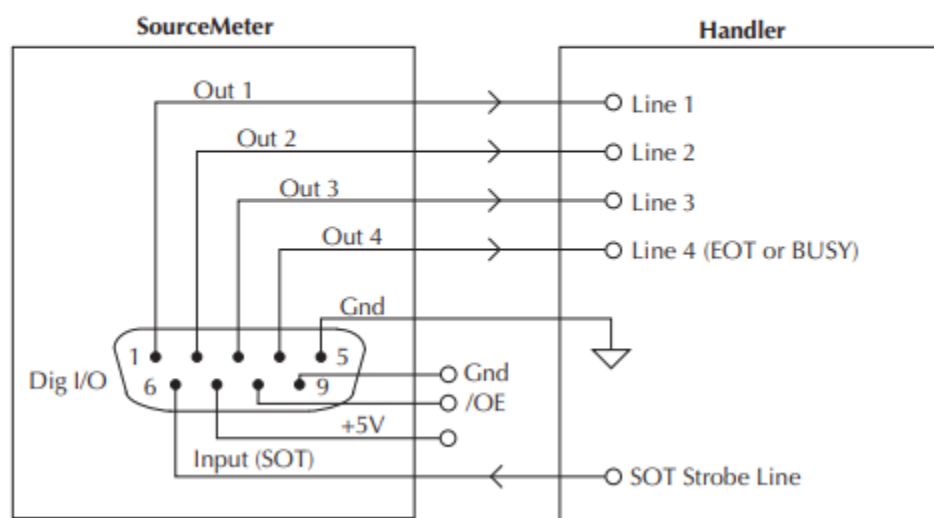 SourceMeter
Handler
Out 1
Line 1
Out 2
Line 2
Out 3
Line 3
Out 4
Line 4 (EOT or BUSY)
Gnd
1
5
Dig I/O
6
9
Gnd
/OE
+5V
Input (SOT)
SOT Strobe Line